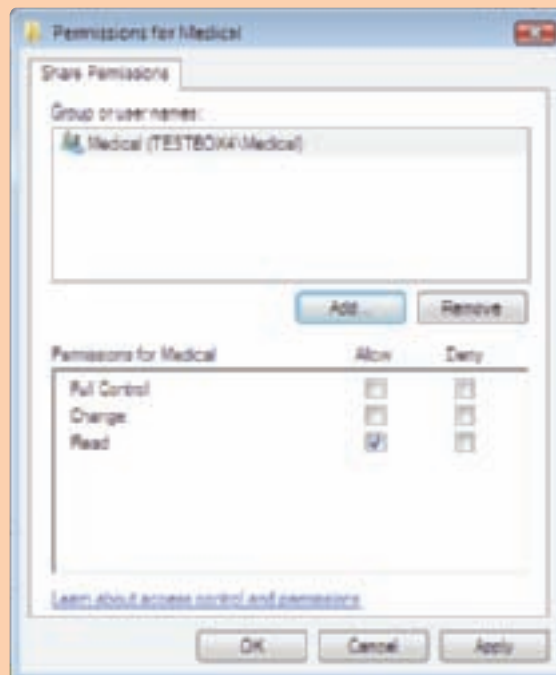 Permissions for Medical
Share Permissions
Group or user names:
Medical (TESTBOX4\Medical)
Add...
Remove
Permissions for Medical Allow Deny
Full Control
Change
Read
Learn about access control and permissions
OK Cancel Apply